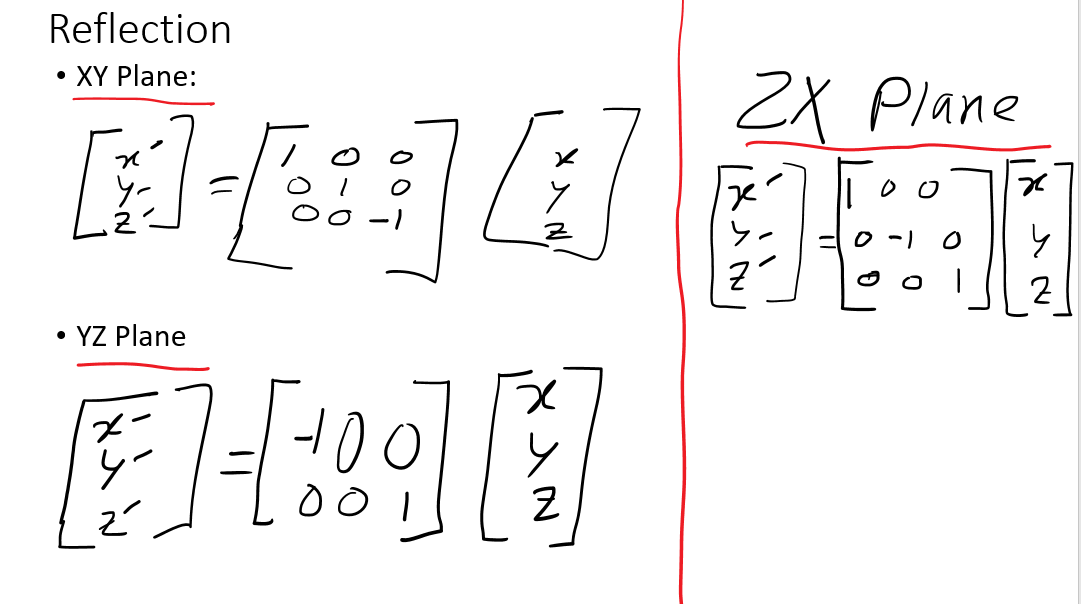 Reflection
• XY Plane:
[x′ y′ z′] = [1 0 0
0 1 0
0 0 -1] [x y z]
• YZ Plane
[x′ y′ z′] = [-1 0 0
0 0 1] [x y z]
ZX Plane
[x′ y′ z′] = [1 0 0
0 -1 0
0 0 1] [x y z]